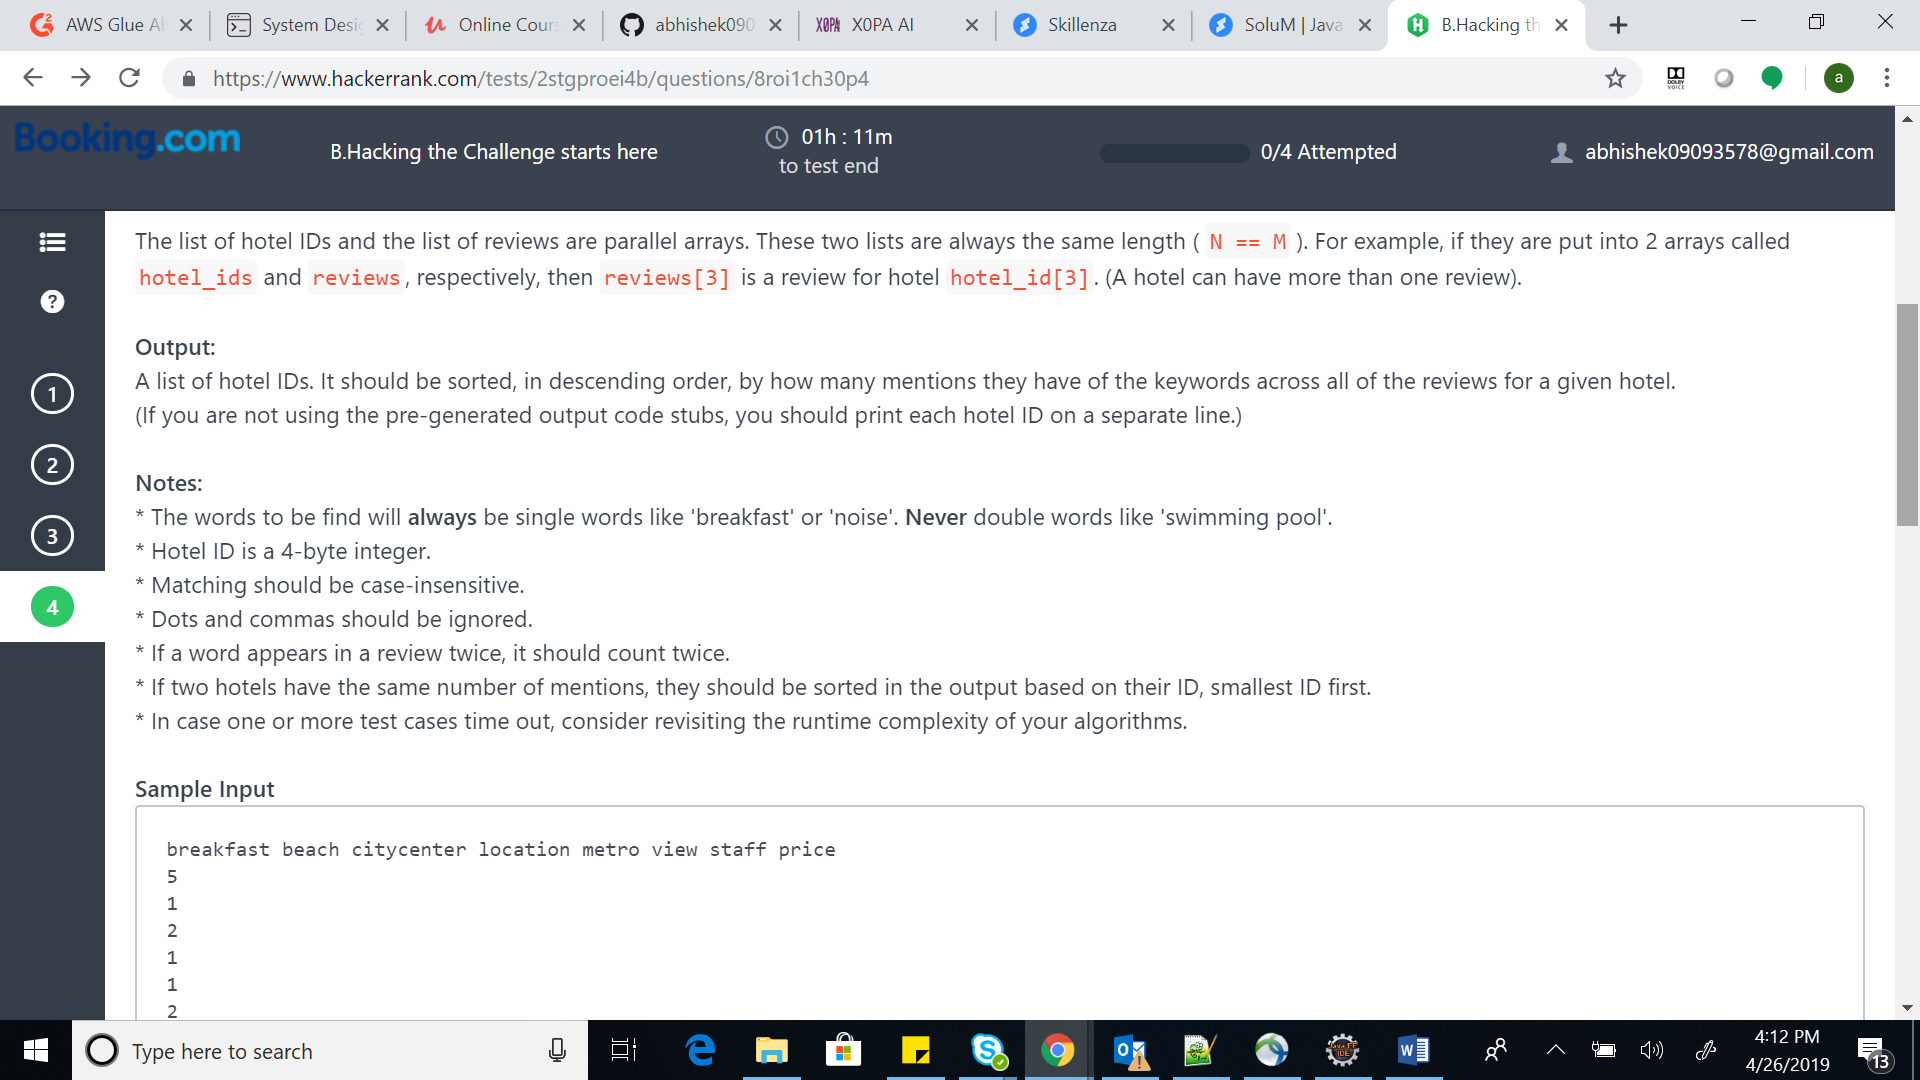 AWS Glue AI
System Desig
Online Cours
abhishek090
X0PA X0PA AI
Skillenza
SoluM | Java
B.Hacking th
https://www.hackerrank.com/tests/2stgproei4b/questions/8roi1ch30p4
DOLBY VOICE
a
Booking.com
B.Hacking the Challenge starts here
01h : 11m
to test end
0/4 Attempted
abhishek09093578@gmail.com
The list of hotel IDs and the list of reviews are parallel arrays. These two lists are always the same length ( N == M ). For example, if they are put into 2 arrays called
hotel_ids and reviews, respectively, then reviews[3] is a review for hotel hotel_id[3]. (A hotel can have more than one review).
Output:
A list of hotel IDs. It should be sorted, in descending order, by how many mentions they have of the keywords across all of the reviews for a given hotel.
(If you are not using the pre-generated output code stubs, you should print each hotel ID on a separate line.)
Notes:
* The words to be find will always be single words like 'breakfast' or 'noise'. Never double words like 'swimming pool'.
* Hotel ID is a 4-byte integer.
* Matching should be case-insensitive.
* Dots and commas should be ignored.
* If a word appears in a review twice, it should count twice.
* If two hotels have the same number of mentions, they should be sorted in the output based on their ID, smallest ID first.
* In case one or more test cases time out, consider revisiting the runtime complexity of your algorithms.
Sample Input
breakfast beach citycenter location metro view staff price
5
1
2
1
1
2
?
1
2
3
4
Type here to search
Java EE
IDE
4:12 PM
4/26/2019
13